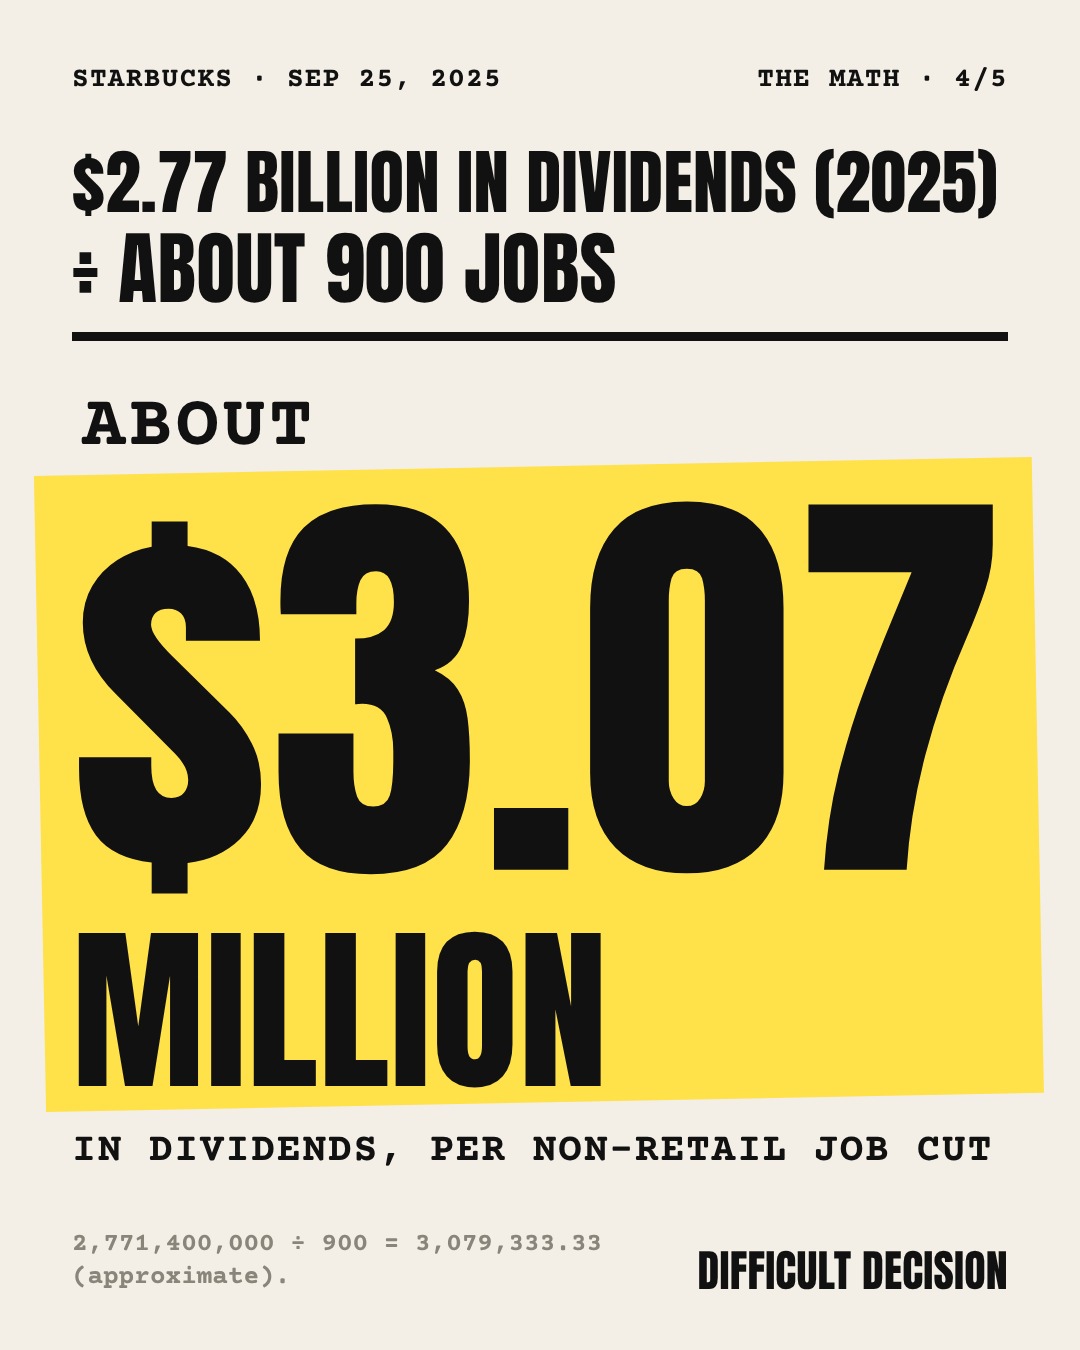 STARBUCKS · SEP 25, 2025
THE MATH · 4/5
$2.77 BILLION IN DIVIDENDS (2025)
÷ ABOUT 900 JOBS
ABOUT
$3.07
MILLION
IN DIVIDENDS, PER NON-RETAIL JOB CUT
2,771,400,000 ÷ 900 = 3,079,333.33
(approximate).
DIFFICULT DECISION